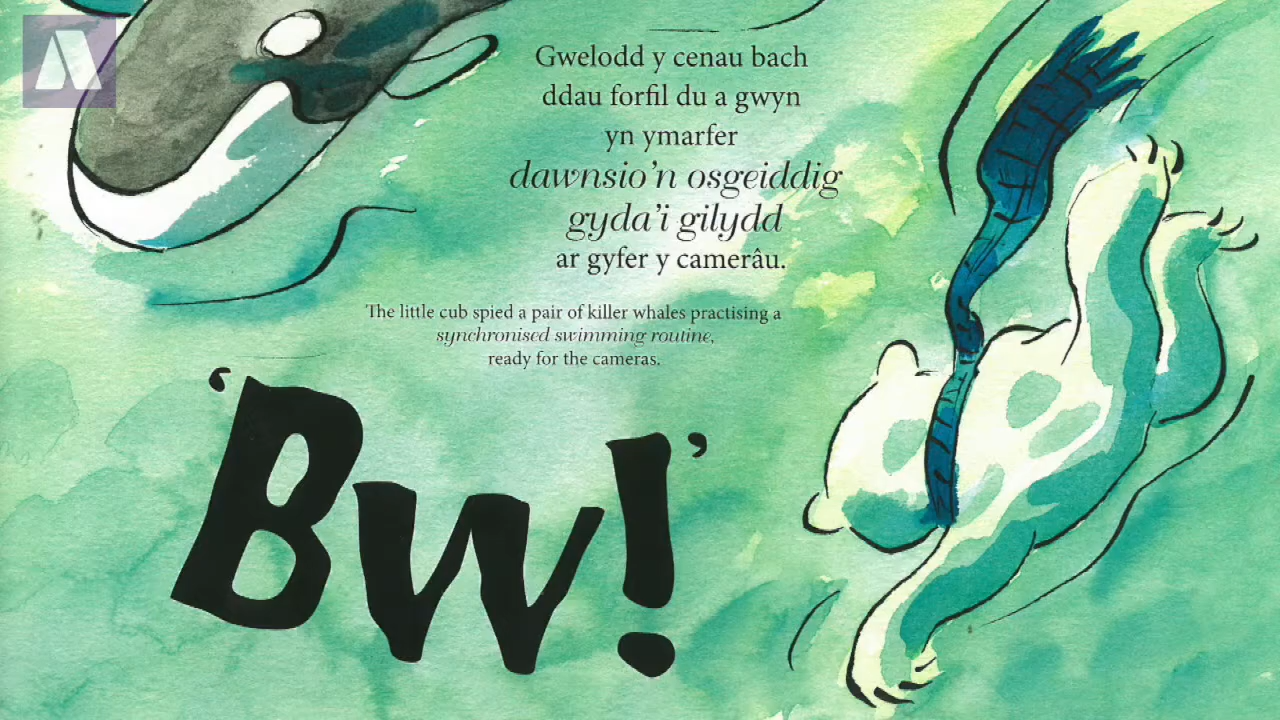 Gwelodd y cenau bach
ddau forfil du a gwyn
yn ymarfer
dawnsio'n osgeiddig
gyda'i gilydd
ar gyfer y camerâu.
The little cub spied a pair of killer whales practising a
synchronised swimming routine,
ready for the cameras.
‘Bw!’